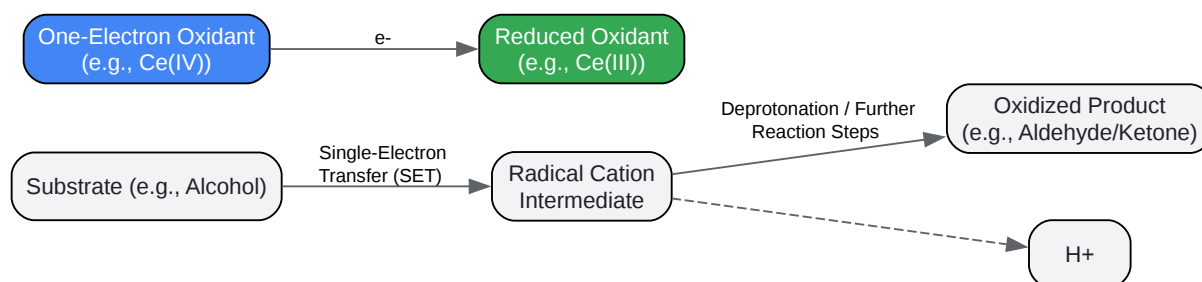 One-Electron Oxidant
(e.g., Ce(IV))
e-
Reduced Oxidant
(e.g., Ce(III))
Substrate (e.g., Alcohol)
Single-Electron
Transfer (SET)
Radical Cation
Intermediate
Deprotonation / Further
Reaction Steps
Oxidized Product
(e.g., Aldehyde/Ketone)
H+